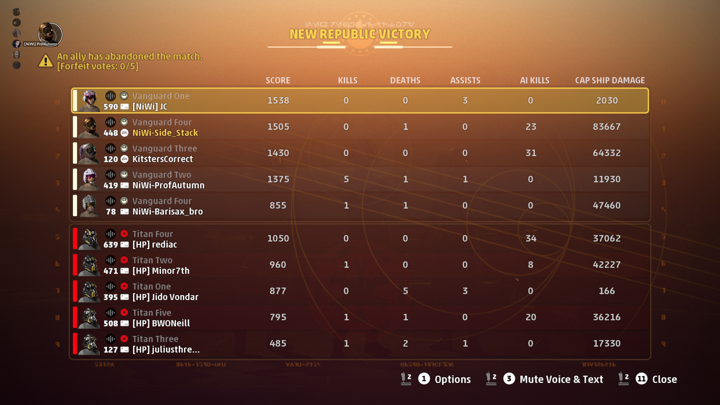 NEW REPUBLIC VICTORY
An ally has abandoned the match.
[Forfeit votes: 0/5]
SCORE KILLS DEATHS ASSISTS AI KILLS CAP SHIP DAMAGE
Vanguard One
590 [NiWi] JC 1538 0 0 3 0 2030
Vanguard Four
448 NiWi-Side_Stack 1505 0 1 0 23 83667
Vanguard Three
120 KitstersCorrect 1430 0 0 0 31 64332
Vanguard Two
419 NiWi-ProfAutumn 1375 5 1 1 0 11930
Vanguard Four
78 NiWi-Barisax_bro 855 1 1 0 0 47460
Titan Four
639 [HP] rediac 1050 0 0 0 34 37062
Titan Two
471 [HP] Minor7th 960 1 0 0 8 42227
Titan One
395 [HP] Jido Vondar 877 0 5 3 0 166
Titan Five
508 [HP] BWONeill 795 1 1 0 20 36216
Titan Three
127 [HP] juliusthre... 485 1 2 1 0 17330
2 1 Options 2 3 Mute Voice & Text 2 11 Close